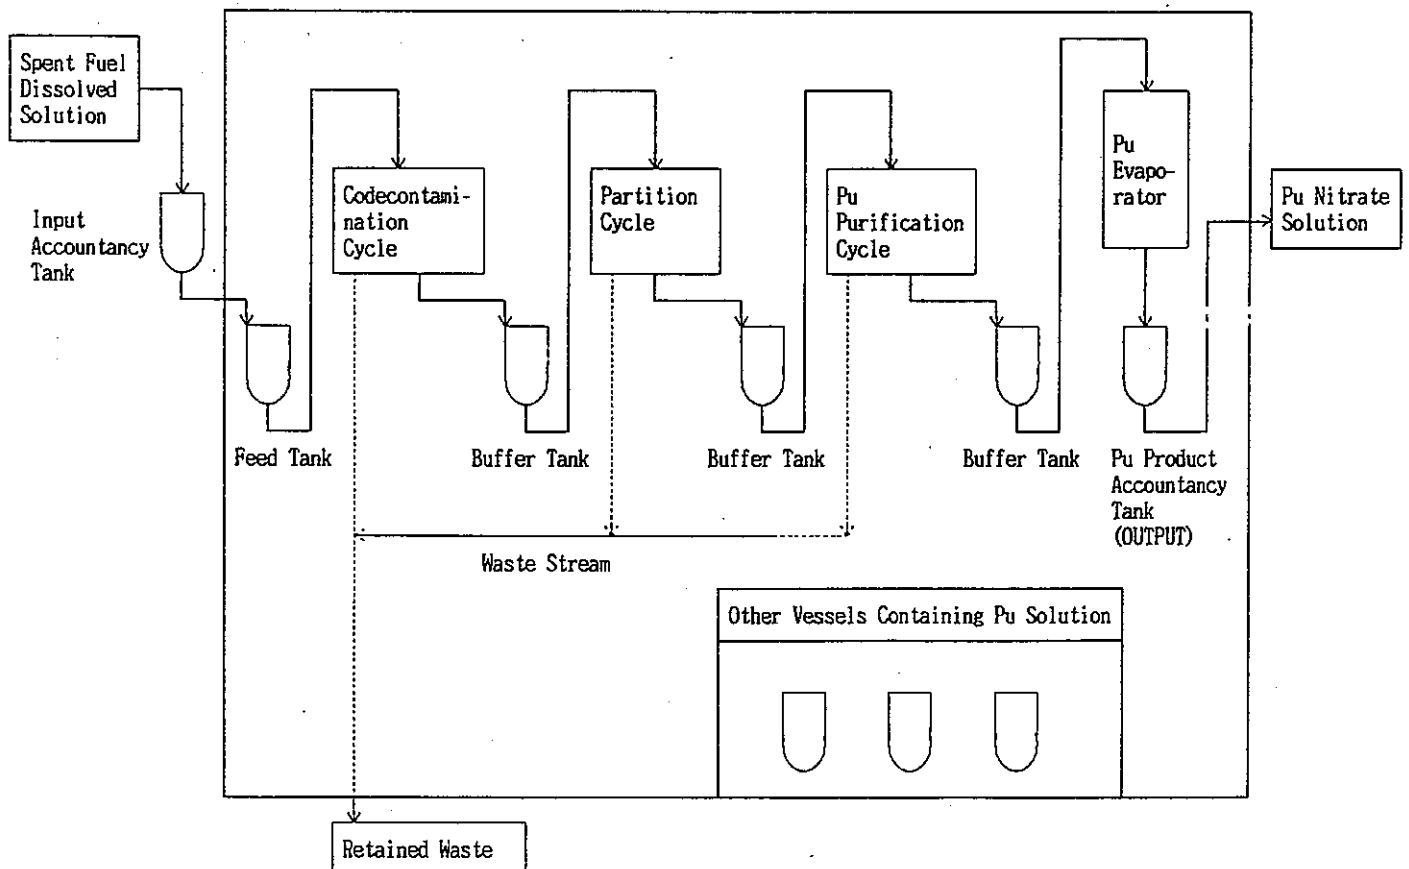 Spent Fuel
Dissolved
Solution
Input
Accountancy
Tank
Codecontami-
nation
Cycle
Partition
Cycle
Pu
Purification
Cycle
Pu
Evapo-
rator
Pu Nitrate
Solution
Feed Tank
Buffer Tank
Buffer Tank
Buffer Tank
Pu Product
Accountancy
Tank
(OUTPUT)
Waste Stream
Other Vessels Containing Pu Solution
Retained Waste